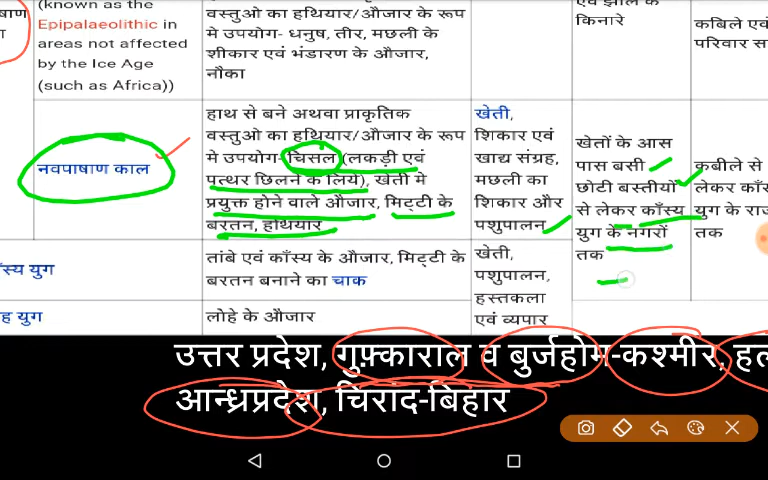 (known as the
Epipalaeolithic in
areas not affected
by the Ice Age
(such as Africa))
वस्तुओ का हथियार/औजार के रूप
मे उपयोग- धनुष, तीर, मछली के
शीकार एवं भंडारण के औजार,
नौका
किनारे
कबिले एवं
परिवार
नवपाषाण काल
हाथ से बने अथवा प्राकृतिक
वस्तुओ का हथियार/औजार के रूप
मे उपयोग- चिसल (लकड़ी एवं
पत्थर छिलने के लिये), खेती मे
प्रयुक्त होने वाले औजार, मिट्टी के
बरतन, हथियार
खेती,
शिकार एवं
खाद्य संग्रह,
मछली का
शिकार और
पशुपालन
खेतों के आस
पास बसी
छोटी बस्तीयों
से लेकर काँस्य
युग के नगरों
तक
कबीले से
लेकर काँस
युग के राज
तक
ँस्य युग
तांबे एवं काँस्य के औजार, मिट्टी के
बरतन बनाने का चाक
खेती,
पशुपालन,
हस्तकला
एवं व्यापार
ह युग
लोहे के औजार
उत्तर प्रदेश, गुफ़्काराल व बुर्जहोम-कश्मीर, हल
आन्ध्रप्रदेश, चिरांद-बिहार